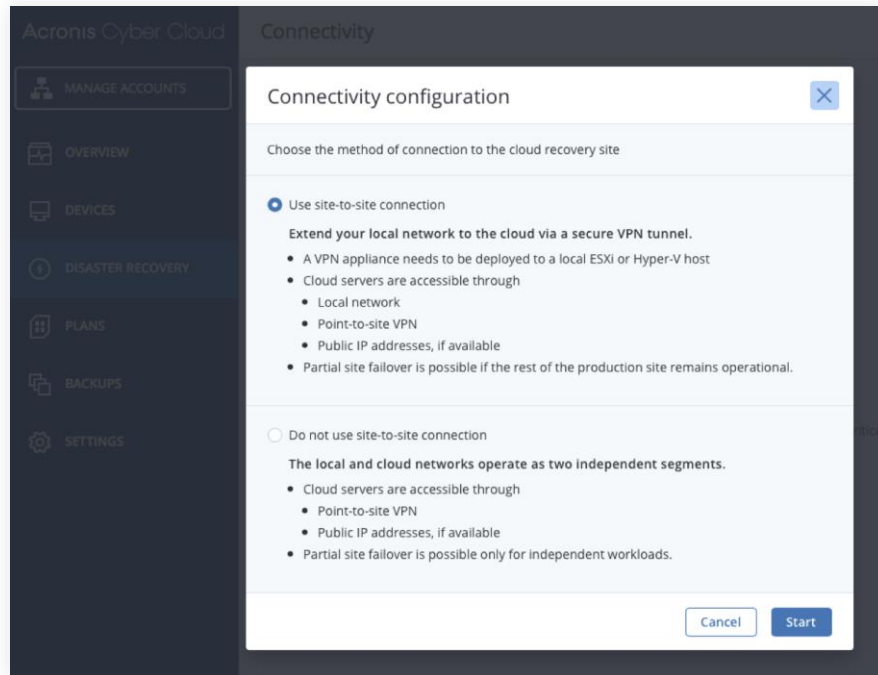 Acronis Cyber Cloud
Connectivity
MANAGE ACCOUNTS
OVERVIEW
DEVICES
DISASTER RECOVERY
PLANS
BACKUPS
SETTINGS
Connectivity configuration
Choose the method of connection to the cloud recovery site
Use site-to-site connection
Extend your local network to the cloud via a secure VPN tunnel.
A VPN appliance needs to be deployed to a local ESXi or Hyper-V host
Cloud servers are accessible through
Local network
Point-to-site VPN
Public IP addresses, if available
Partial site failover is possible if the rest of the production site remains operational.
Do not use site-to-site connection
The local and cloud networks operate as two independent segments.
Cloud servers are accessible through
Point-to-site VPN
Public IP addresses, if available
Partial site failover is possible only for independent workloads.
Cancel
Start